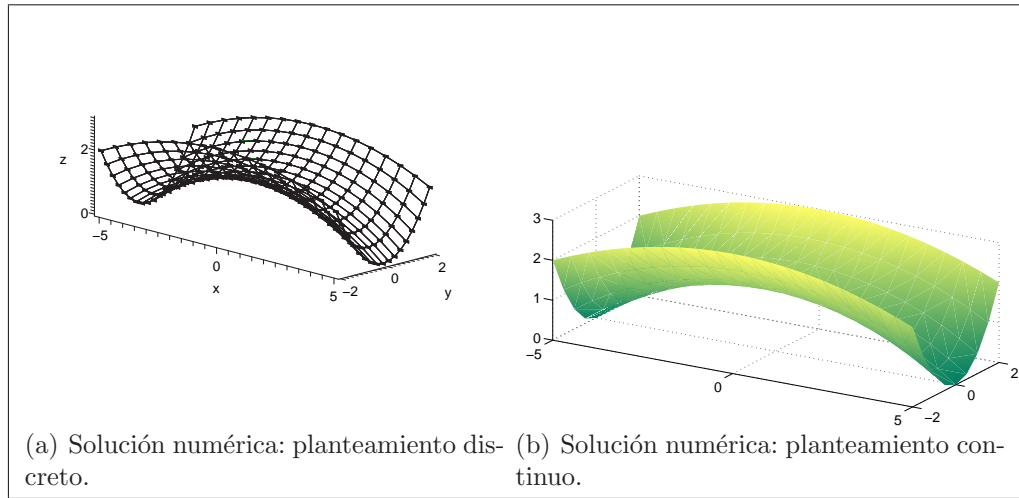 z
2
0
−5
0
x
5
−2
0
2
y
3
2
1
0
−5
0
5
−2
0
2
(a) Solución numérica: planteamiento dis-
creto.
(b) Solución numérica: planteamiento con-
tinuo.